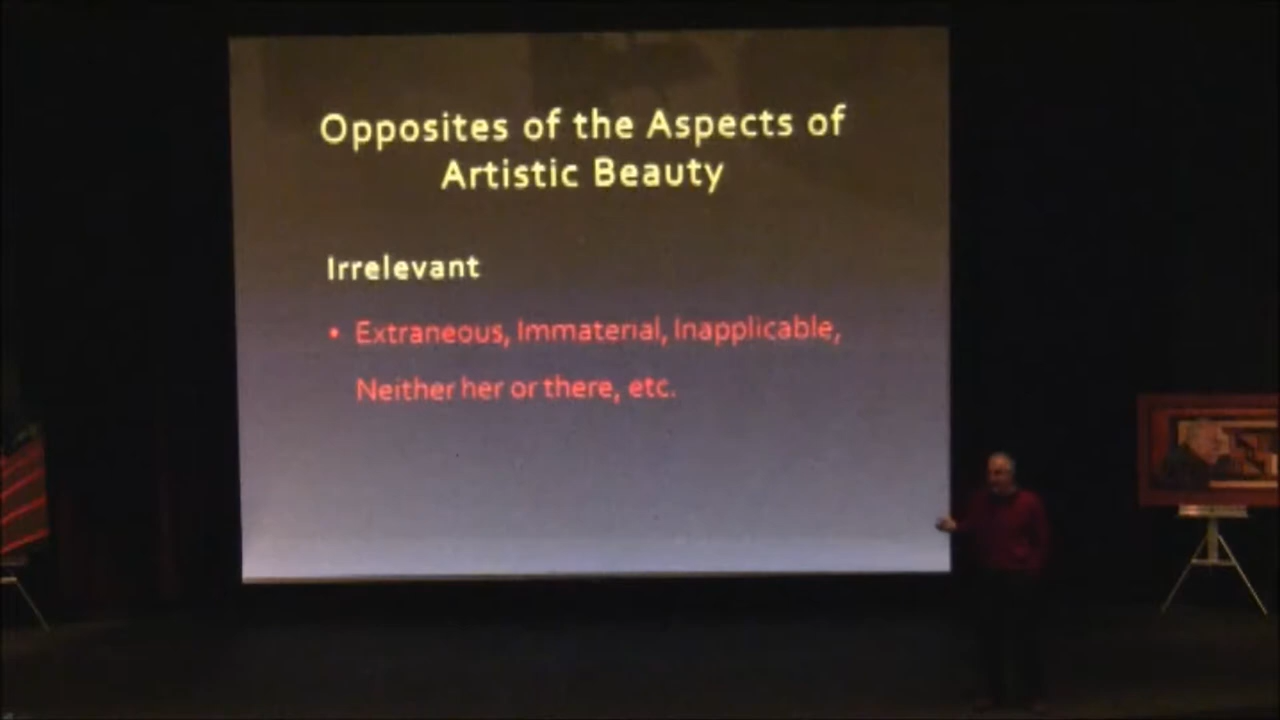 Opposites of the Aspects of
Artistic Beauty
Irrelevant
• Extraneous, Immaterial, Inapplicable,
Neither her or there, etc.